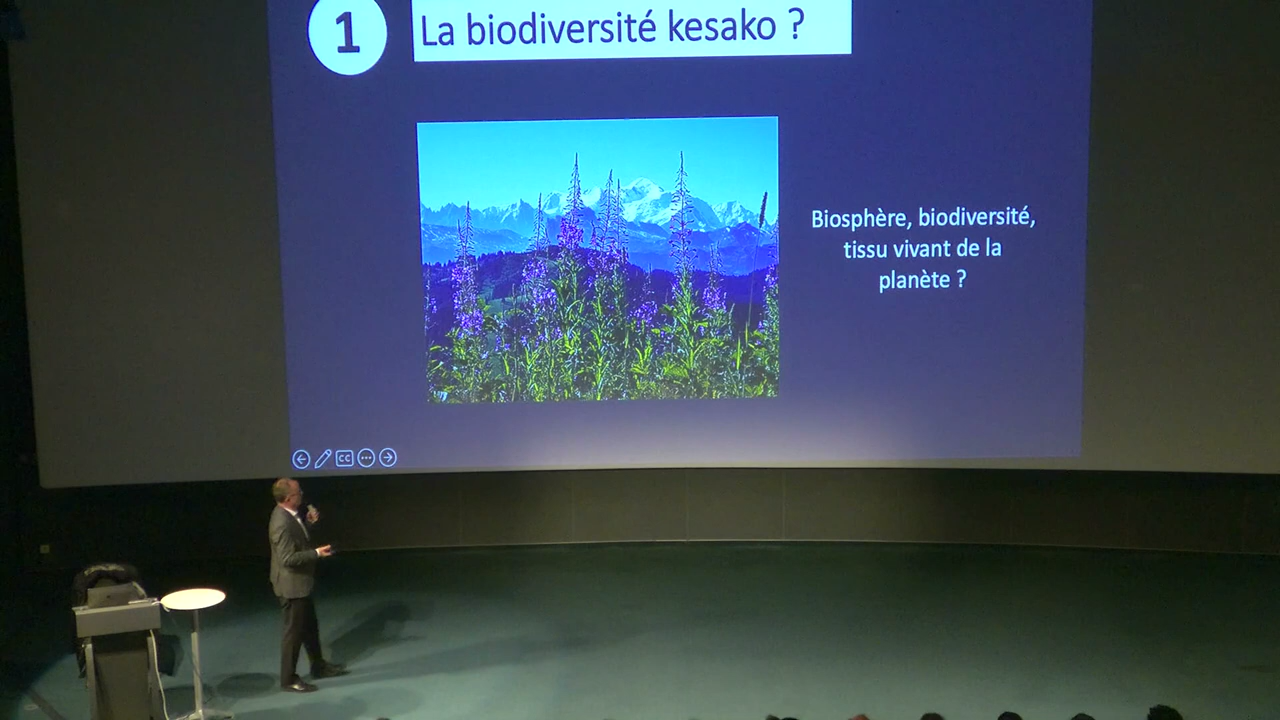 1
La biodiversité kesako ?
Biosphère, biodiversité,
tissu vivant de la
planète ?
CC